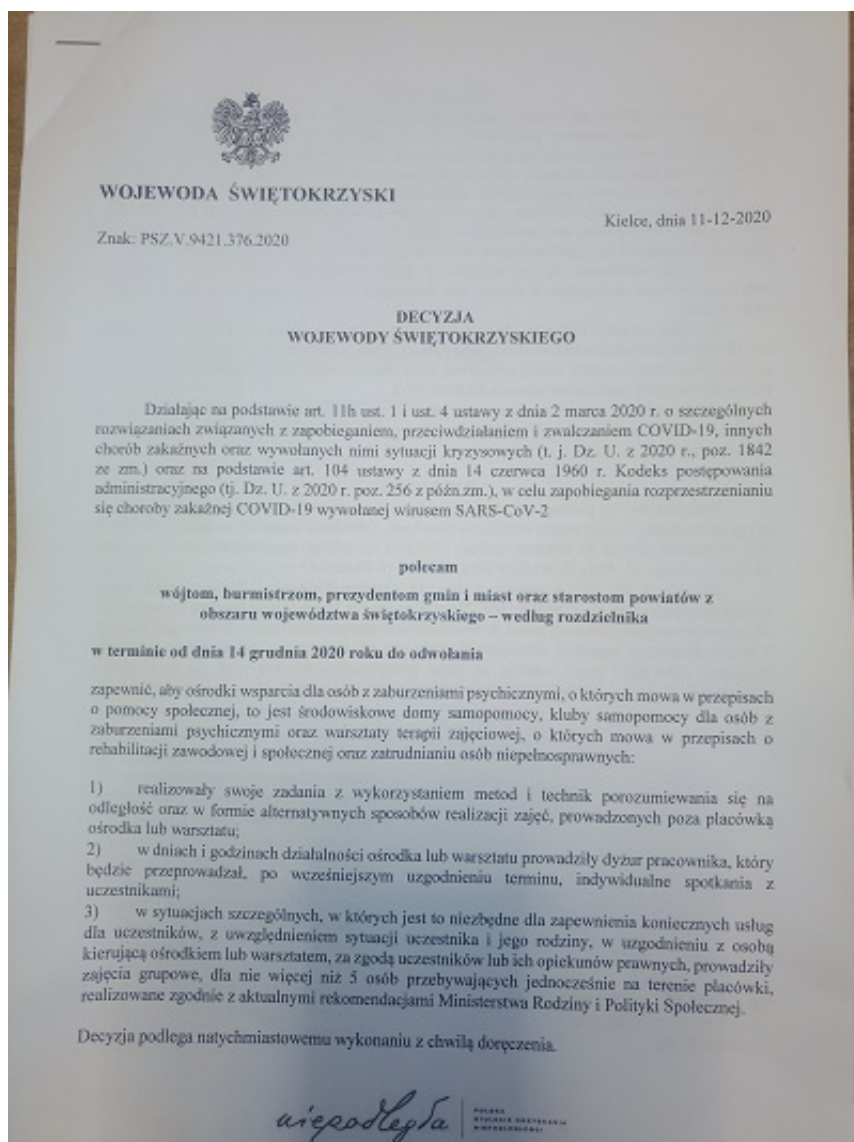 WOJEWODA ŚWIĘTOKRZYSKI
Kielce, dnia 11-12-2020
Znak: PSZ.V.9421.376.2020
DECYZJA
WOJEWODY ŚWIĘTOKRZYSKIEGO
Działając na podstawie art. 11h ust. 1 i ust. 4 ustawy z dnia 2 marca 2020 r. o szczególnych
rozwiązaniach związanych z zapobieganiem, przeciwdziałaniem i zwalczaniem COVID-19, innych
chorób zakaźnych oraz wywołanych nimi sytuacji kryzysowych (t. j. Dz. U. z 2020 r., poz. 1842
ze zm.) oraz na podstawie art. 104 ustawy z dnia 14 czerwca 1960 r. Kodeks postępowania
administracyjnego (tj. Dz. U. z 2020 r. poz. 256 z późn.zm.), w celu zapobiegania rozprzestrzenianiu
się choroby zakaźnej COVID-19 wywołanej wirusem SARS-CoV-2
polecam
wójtom, burmistrzom, prezydentom gmin i miast oraz starostom powiatów z
obszaru województwa świętokrzyskiego – według rozdzielnika
w terminie od dnia 14 grudnia 2020 roku do odwołania
zapewnić, aby ośrodki wsparcia dla osób z zaburzeniami psychicznymi, o których mowa w przepisach
o pomocy społecznej, to jest środowiskowe domy samopomocy, kluby samopomocy dla osób z
zaburzeniami psychicznymi oraz warsztaty terapii zajęciowej, o których mowa w przepisach o
rehabilitacji zawodowej i społecznej oraz zatrudnianiu osób niepełnosprawnych:
1) realizowały swoje zadania z wykorzystaniem metod i technik porozumiewania się na
odległość oraz w formie alternatywnych sposobów realizacji zajęć, prowadzonych poza placówką
ośrodka lub warsztatu;
2) w dniach i godzinach działalności ośrodka lub warsztatu prowadziły dyżur pracownika, który
będzie przeprowadzał, po wcześniejszym uzgodnieniu terminu, indywidualne spotkania z
uczestnikami;
3) w sytuacjach szczególnych, w których jest to niezbędne dla zapewnienia koniecznych usług
dla uczestników, z uwzględnieniem sytuacji uczestnika i jego rodziny, w uzgodnieniu z osobą
kierującą ośrodkiem lub warsztatem, za zgodą uczestników lub ich opiekunów prawnych, prowadziły
zajęcia grupowe, dla nie więcej niż 5 osób przebywających jednocześnie na terenie placówki,
realizowane zgodnie z aktualnymi rekomendacjami Ministerstwa Rodziny i Polityki Społecznej.
Decyzja podlega natychmiastowemu wykonaniu z chwilą doręczenia.
niepodległa
POLSKA